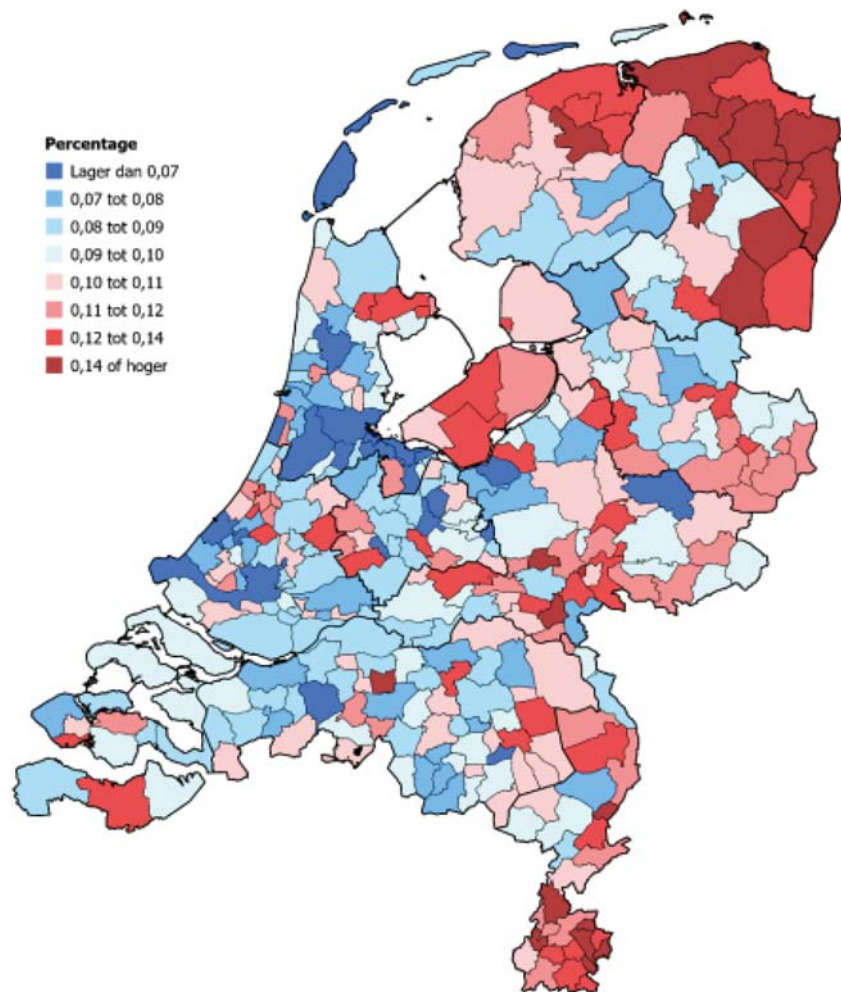 Percentage
Lager dan 0,07
0,07 tot 0,08
0,08 tot 0,09
0,09 tot 0,10
0,10 tot 0,11
0,11 tot 0,12
0,12 tot 0,14
0,14 of hoger